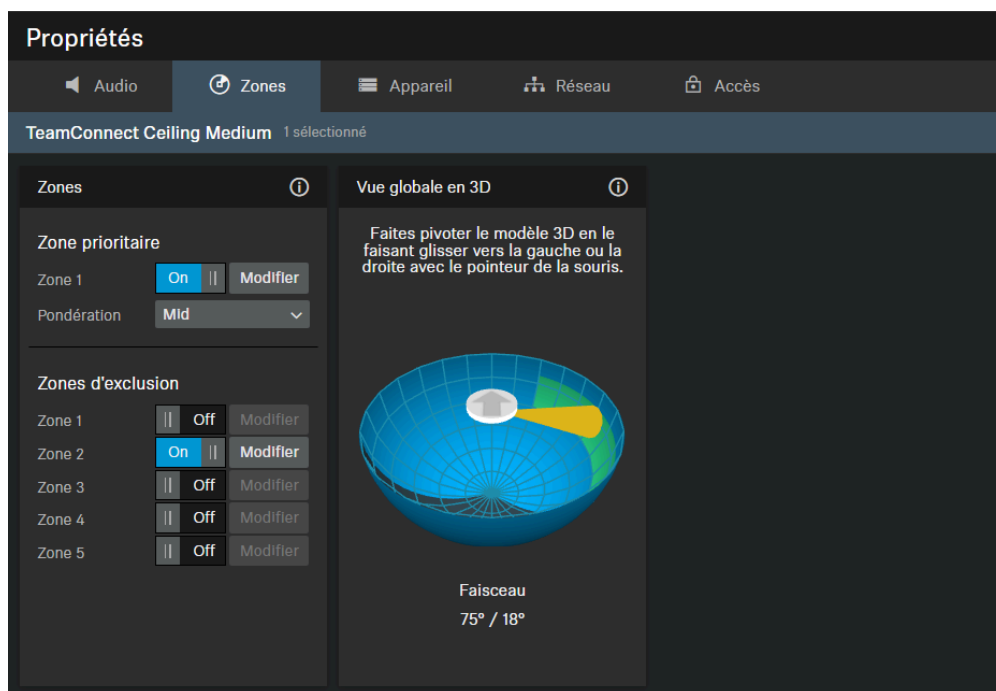 Propriétés
Audio Zones Appareil Réseau Accès
TeamConnect Ceiling Medium 1 sélectionné
Zones
Zone prioritaire
Zone 1 On Modifier
Pondération Mid
Zones d'exclusion
Zone 1 Off Modifier
Zone 2 On Modifier
Zone 3 Off Modifier
Zone 4 Off Modifier
Zone 5 Off Modifier
Vue globale en 3D
Faites pivoter le modèle 3D en le
faisant glisser vers la gauche ou la
droite avec le pointeur de la souris.
Faisceau
75° / 18°